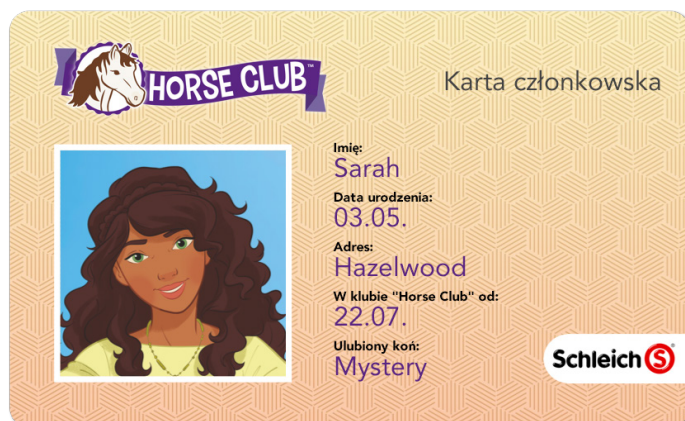 HORSE CLUB™
Karta członkowska
Imię:
Sarah
Data urodzenia:
03.05.
Adres:
Hazelwood
W klubie "Horse Club" od:
22.07.
Ulubiony koń:
Mystery
Schleich S®